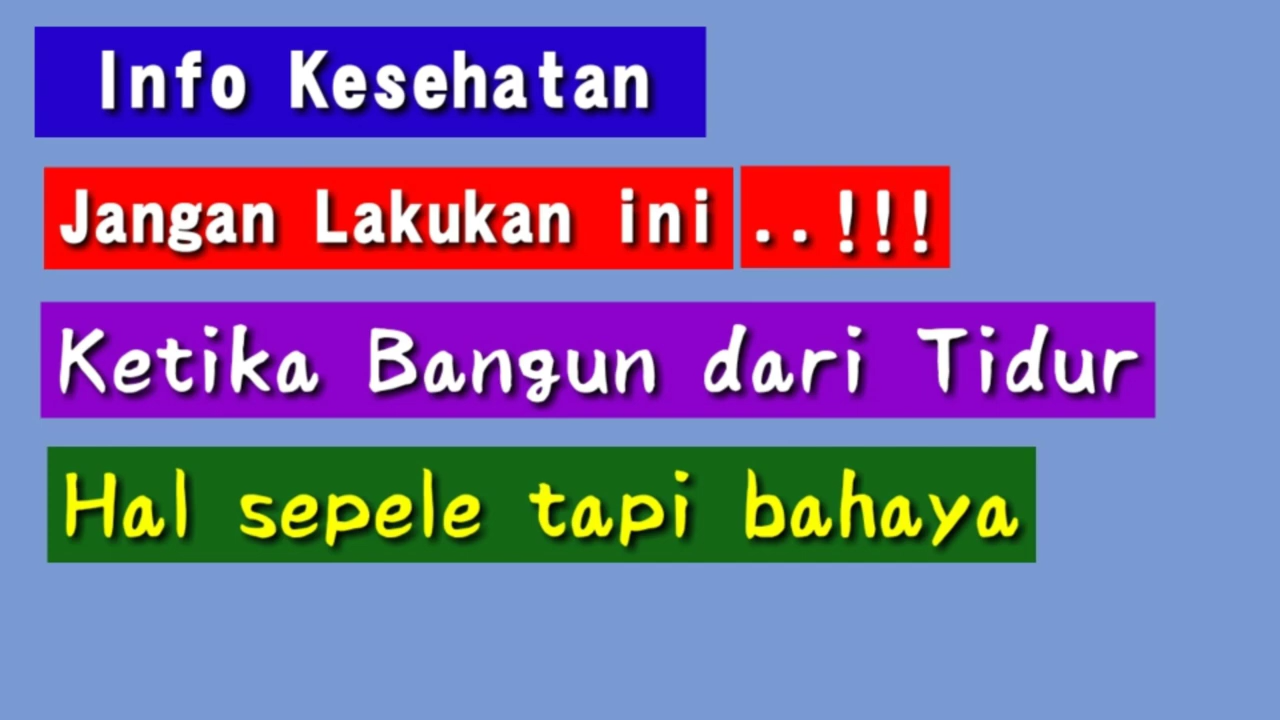 Info Kesehatan
Jangan Lakukan ini ..!!!
Ketika Bangun dari Tidur
Hal sepele tapi bahaya